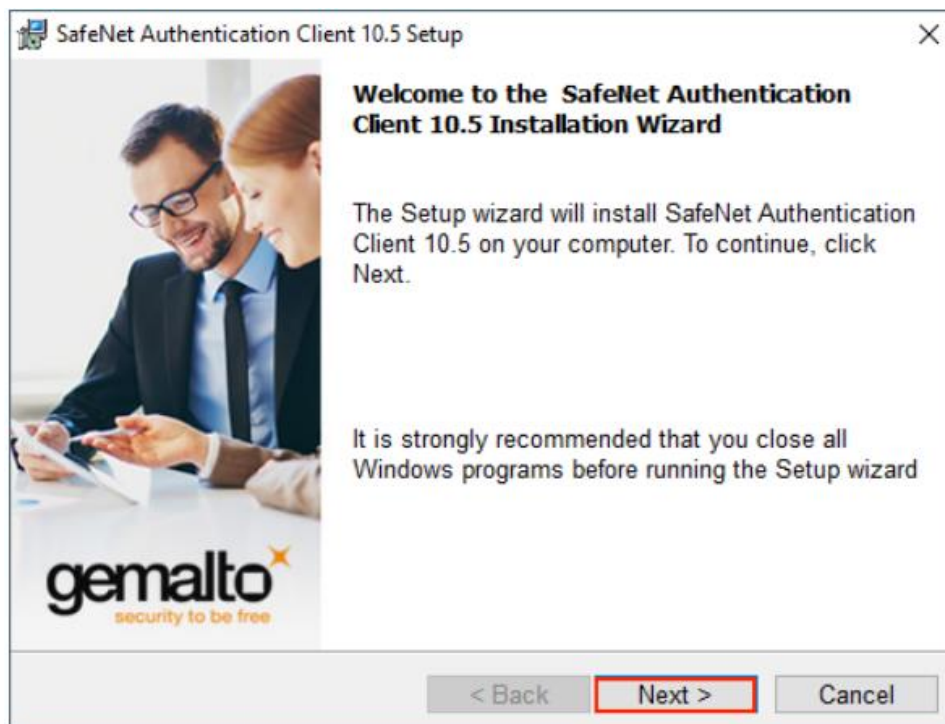 SafeNet Authentication Client 10.5 Setup
Welcome to the SafeNet Authentication
Client 10.5 Installation Wizard
The Setup wizard will install SafeNet Authentication
Client 10.5 on your computer. To continue, click
Next.
It is strongly recommended that you close all
Windows programs before running the Setup wizard
gemalto
security to be free
< Back Next > Cancel